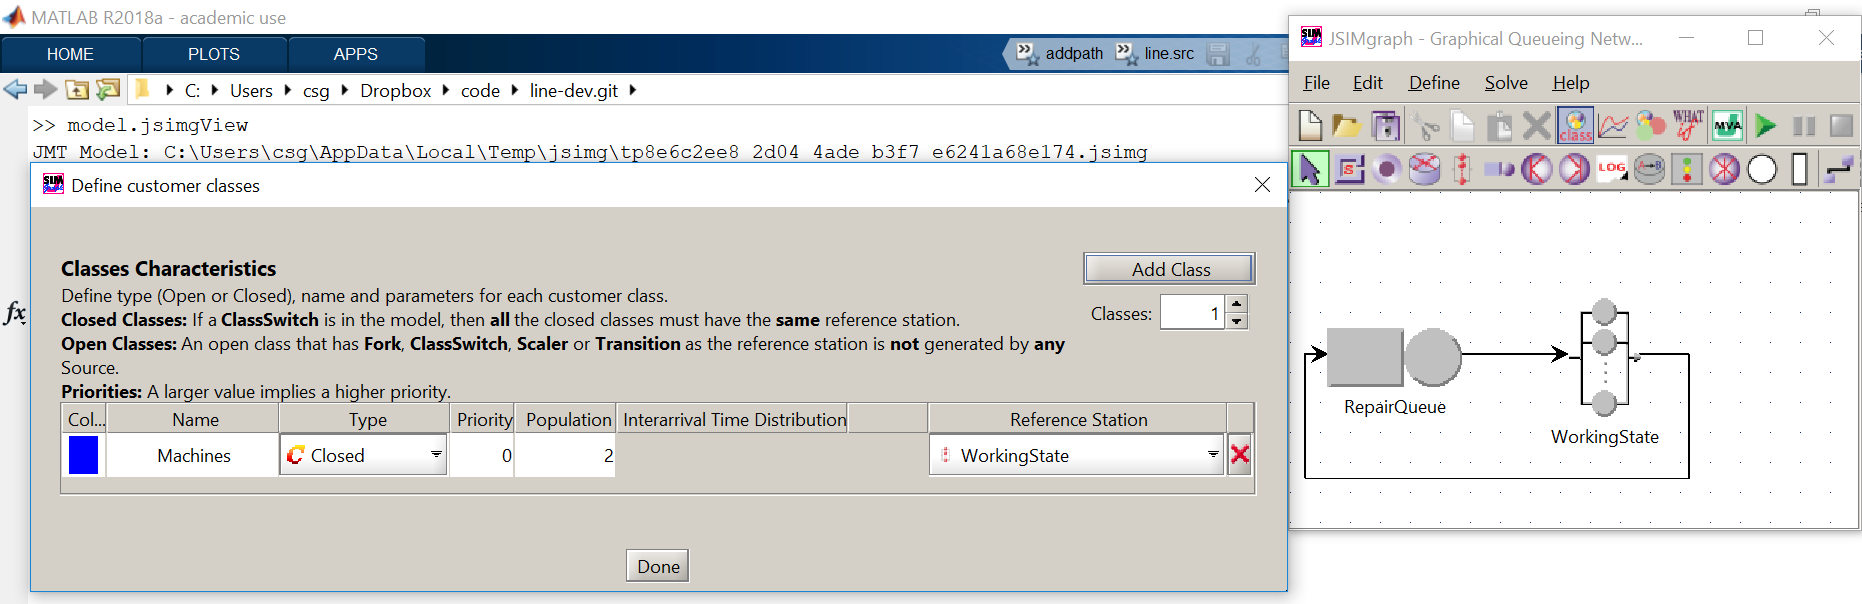 MATLAB R2018a - academic use
HOME PLOTS APPS
addpath line.src
C: Users csg Dropbox code line-dev.git
>> model.jsimgView
JMT Model: C:\Users\csg\AppData\Local\Temp\jsimg\tp8e6c2ee8_2d04_4ade_b3f7_e6241a68e174.jsimg
fx
Define customer classes
Classes Characteristics
Define type (Open or Closed), name and parameters for each customer class.
Closed Classes: If a ClassSwitch is in the model, then all the closed classes must have the same reference station.
Open Classes: An open class that has Fork, ClassSwitch, Scaler or Transition as the reference station is not generated by any
Source.
Priorities: A larger value implies a higher priority.
Add Class
Classes: 1
Col... Name Type Priority Population Interarrival Time Distribution Reference Station
Machines Closed 0 2 WorkingState
Done
JSIMgraph - Graphical Queueing Netw...
File Edit Define Solve Help
class WHAT if MVA
S LOG A→B
RepairQueue
WorkingState